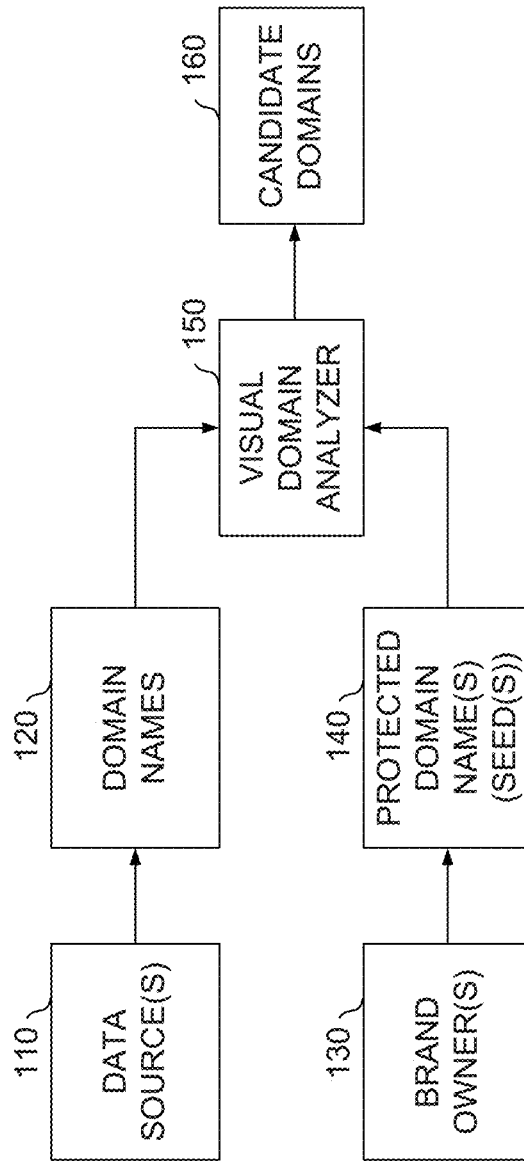 110
DATA
SOURCE(S)
120
DOMAIN
NAMES
130
BRAND
OWNER(S)
140
PROTECTED
DOMAIN
NAME(S)
(SEED(S))
150
VISUAL
DOMAIN
ANALYZER
160
CANDIDATE
DOMAINS